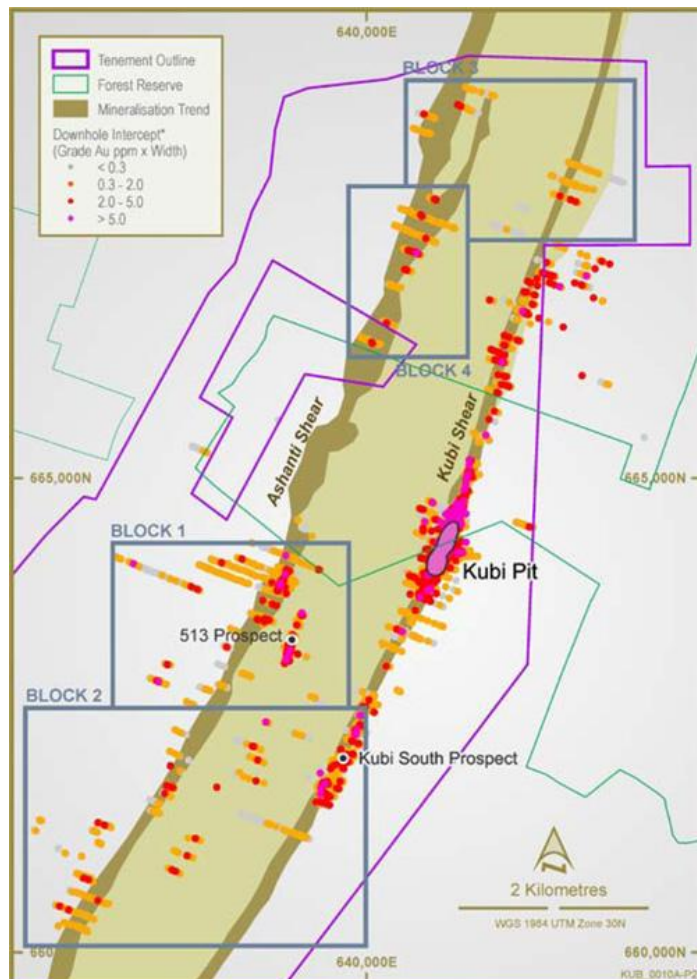 640,000E
Tenement Outline
Forest Reserve
Mineralisation Trend
Downhole Intercept*
(Grade Au ppm x Width)
< 0.3
0.3 - 2.0
2.0 - 5.0
> 5.0
BLOCK 3
BLOCK 4
Ashanti Shear
Kubi Shear
665,000N
665,000N
BLOCK 1
Kubi Pit
513 Prospect
BLOCK 2
Kubi South Prospect
N
2 Kilometres
WGS 1984 UTM Zone 30N
660
640,000E
660,000N
KUB_0010A-P2